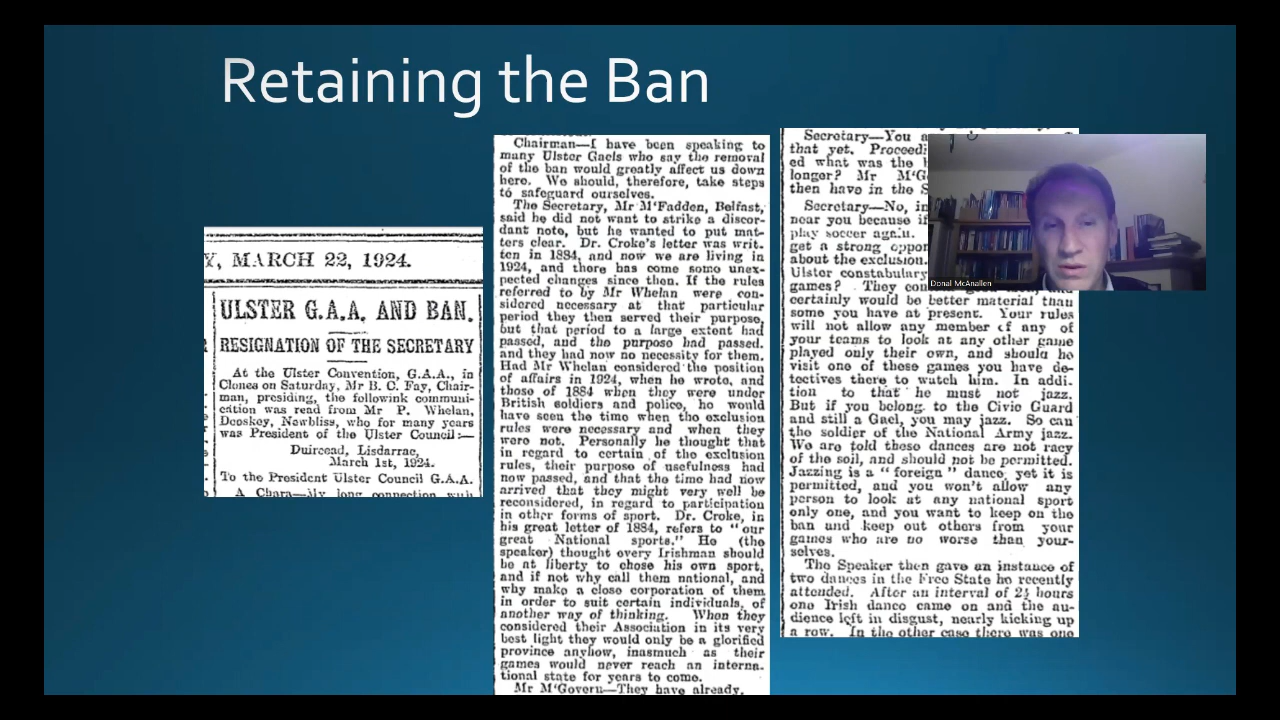 Retaining the Ban
Y, MARCH 22, 1924.
ULSTER G.A.A. AND BAN.
RESIGNATION OF THE SECRETARY
At the Ulster Convention, G.A.A., in
Clones on Saturday, Mr B. C. Fay, Chair-
man, presiding, the followink communi-
cation was read from Mr P. Whelan,
Dooskey, Newbliss, who for many years
was President of the Ulster Council:—
Duircead, Lisdarrac,
March 1st, 1924.
To the President Ulster Council G.A.A.
A Chara—My long connection with
Chairman—I have been speaking to
many Ulster Gaels who say the removal
of the ban would greatly affect us down
here. We should, therefore, take steps
to safeguard ourselves.
The Secretary, Mr M'Fadden, Belfast,
said he did not want to strike a discor-
dant note, but he wanted to put mat-
ters clear. Dr. Croke's letter was writ-
ten in 1884, and now we are living in
1924, and there has come some unex-
pected changes since then. If the rules
referred to by Mr Whelan were con-
sidered necessary at that particular
period they then served their purpose,
but that period to a large extent had
passed, and the purpose had passed.
and they had now no necessity for them.
Had Mr Whelan considered the position
of affairs in 1924, when he wrote, and
those of 1884 when they were under
British soldiers and police, he would
have seen the time when the exclusion
rules were necessary and when they
were not. Personally he thought that
in regard to certain of the exclusion
rules, their purpose of usefulness had
now passed, and that the time had now
arrived that they might very well be
reconsidered, in regard to participation
in other forms of sport. Dr. Croke, in
his great letter of 1884, refers to "our
great National sports." He (the
speaker) thought every Irishman should
be at liberty to chose his own sport,
and if not why call them national, and
why make a close corporation of them
in order to suit certain individuals, of
another way of thinking. When they
considered their Association in its very
best light they would only be a glorified
province anyhow, inasmuch as their
games would never reach an interna-
tional state for years to come.
Mr M'Govern—They have already.
Secretary—You
that yet. Proceedi
ed what was the
longer? Mr M'G
then have in the S
Secretary—No, in
near you because if
play soccer again.
get a strong oppon
about the exclusion.
Ulster constabulary
games? They con
certainly would be better material than
some you have at present. Your rules
will not allow any member of any of
your teams to look at any other game
played only their own, and should he
visit one of these games you have de-
tectives there to watch him. In addi-
tion to that he must not jazz.
But if you belong to the Civic Guard
and still a Gael, you may jazz. So can
the soldier of the National Army jazz.
We are told these dances are not racy
of the soil, and should not be permitted.
Jazzing is a "foreign" dance yet it is
permitted, and you won't allow any
person to look at any national sport
only one, and you want to keep on the
ban and keep out others from your
games who are no worse than your-
selves.
The Speaker then gave an instance of
two dances in the Free State he recently
attended. After an interval of 2½ hours
one Irish dance came on and the au-
dience left in disgust, nearly kicking up
a row. In the other case there was one
Donal McAnallen